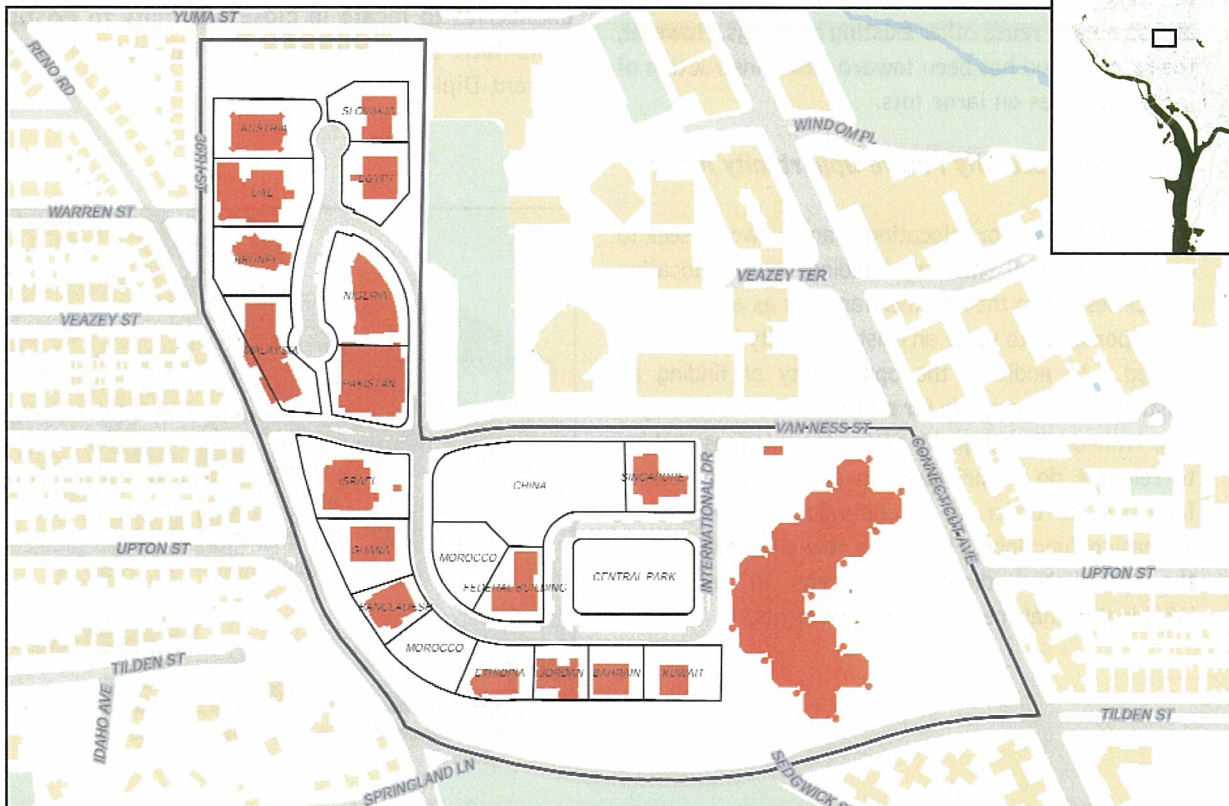 YUMA ST
RENO RD
36TH ST
SLOVAKIA
AUSTRIA
WINDOM PL
EGYPT
UAE
WARREN ST
BRUNEI
VEAZEY TER
NIGERIA
VEAZEY ST
MALAYSIA
PAKISTAN
VAN NESS ST
CONNECTICUT AVE
ISRAEL
CHINA
SINGAPORE
INTERNATIONAL DR
UPTON ST
GHANA
MOROCCO
FEDERAL BUILDING
CENTRAL PARK
UPTON ST
BANGLADESH
MOROCCO
TILDEN ST
ETHIOPIA
JORDAN
BAHRAIN
KUWAIT
IDAHO AVE
TILDEN ST
SPRINGLAND LN
SEDGWICK